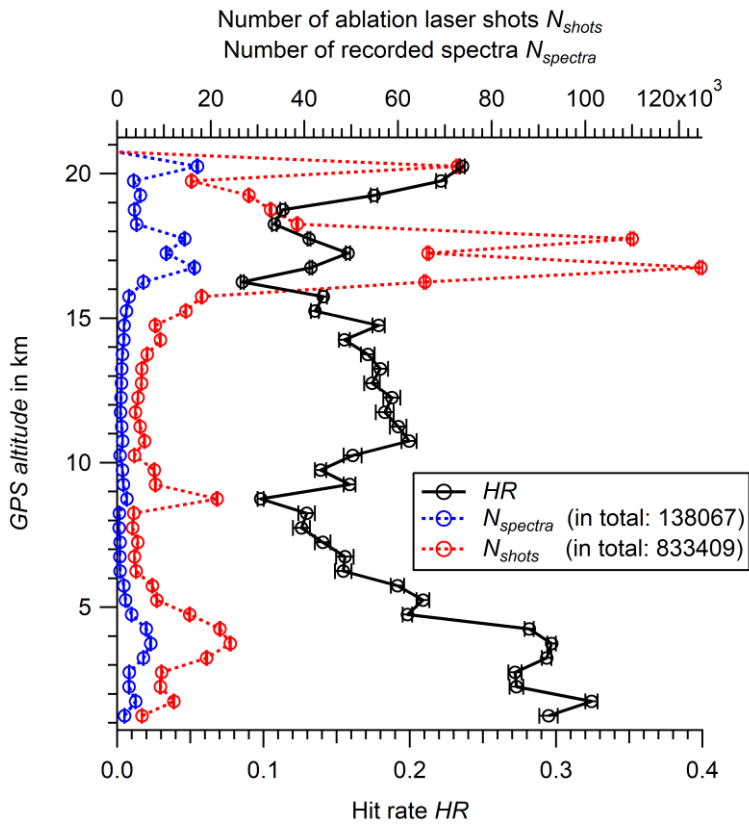 Number of ablation laser shots N_shots
Number of recorded spectra N_spectra
0 20 40 60 80 100 120x10³
20
15
10
5
GPS altitude in km
HR
N_spectra (in total: 138067)
N_shots (in total: 833409)
0.0 0.1 0.2 0.3 0.4
Hit rate HR